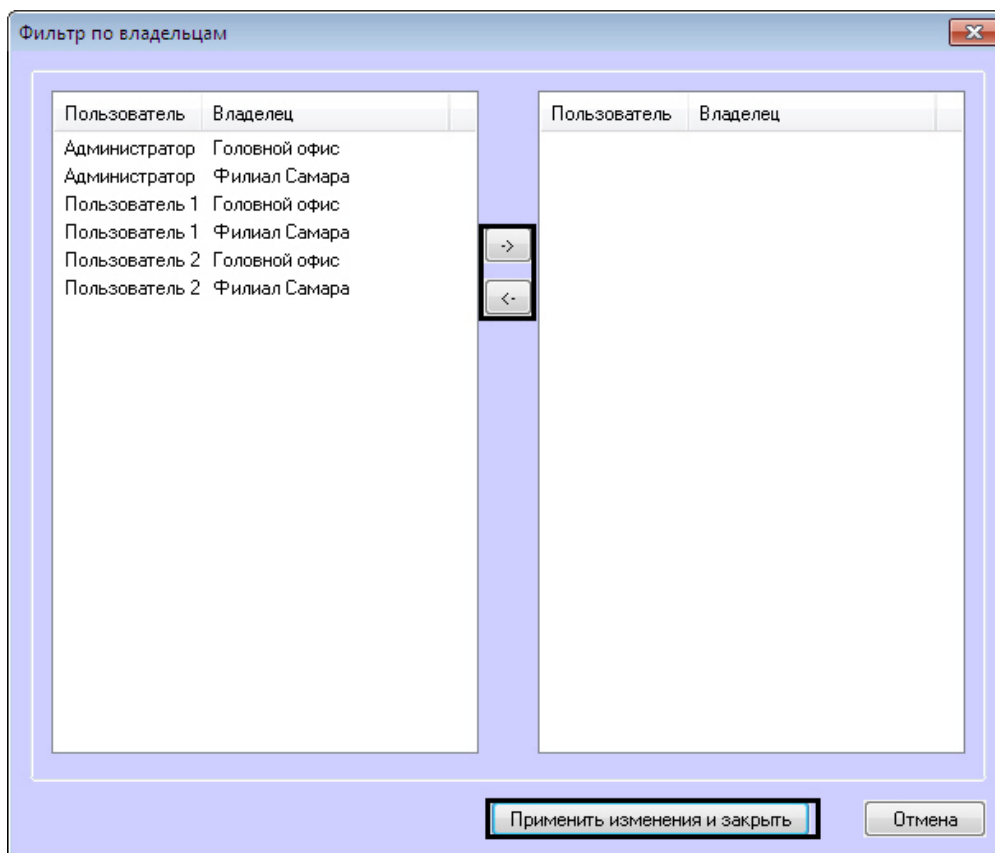 Фильтр по владельцам
Пользователь Владелец
Администратор Головной офис
Администратор Филиал Самара
Пользователь 1 Головной офис
Пользователь 1 Филиал Самара
Пользователь 2 Головной офис
Пользователь 2 Филиал Самара
->
<-
Пользователь Владелец
Применить изменения и закрыть
Отмена